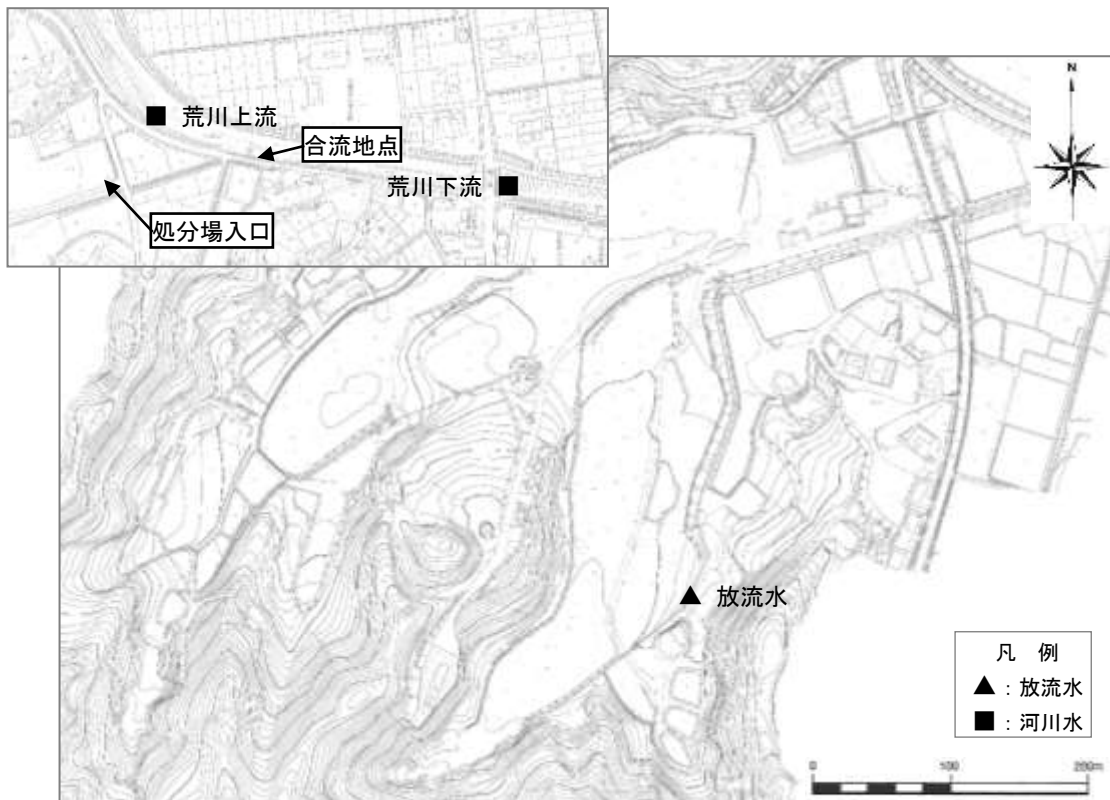 荒川上流
合流地点
荒川下流
処分場入口
N
放流水
凡 例
▲ : 放流水
■ : 河川水
0 100 200m